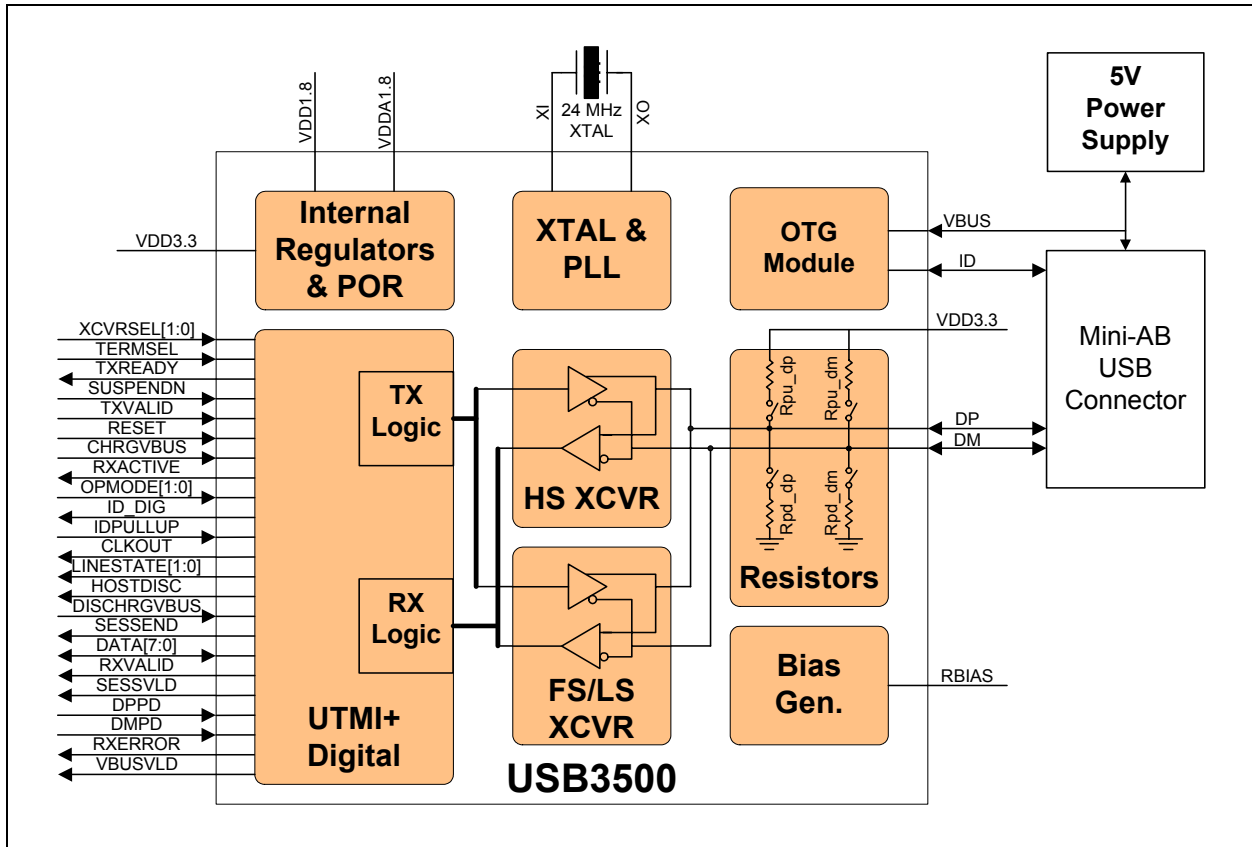 VDD1.8
VDDA1.8
XI
24 MHz
XTAL
XO
5V
Power
Supply
Internal
Regulators
& POR
XTAL &
PLL
OTG
Module
VBUS
ID
VDD3.3
VDD3.3
Mini-AB
USB
Connector
XCVRSEL[1:0]
TERMSEL
TXREADY
SUSPENDN
TXVALID
RESET
CHRGVBUS
RXACTIVE
OPMODE[1:0]
ID_DIG
IDPULLUP
CLKOUT
LINESTATE[1:0]
HOSTDISC
DISCHRGVBUS
SESSEND
DATA[7:0]
RXVALID
SESSVLD
DPPD
DMPD
RXERROR
VBUSVLD
TX
Logic
RX
Logic
UTMI+
Digital
HS XCVR
FS/LS
XCVR
Rpu_dp
Rpu_dm
Rpd_dp
Rpd_dm
Resistors
DP
DM
Bias
Gen.
RBIAS
USB3500